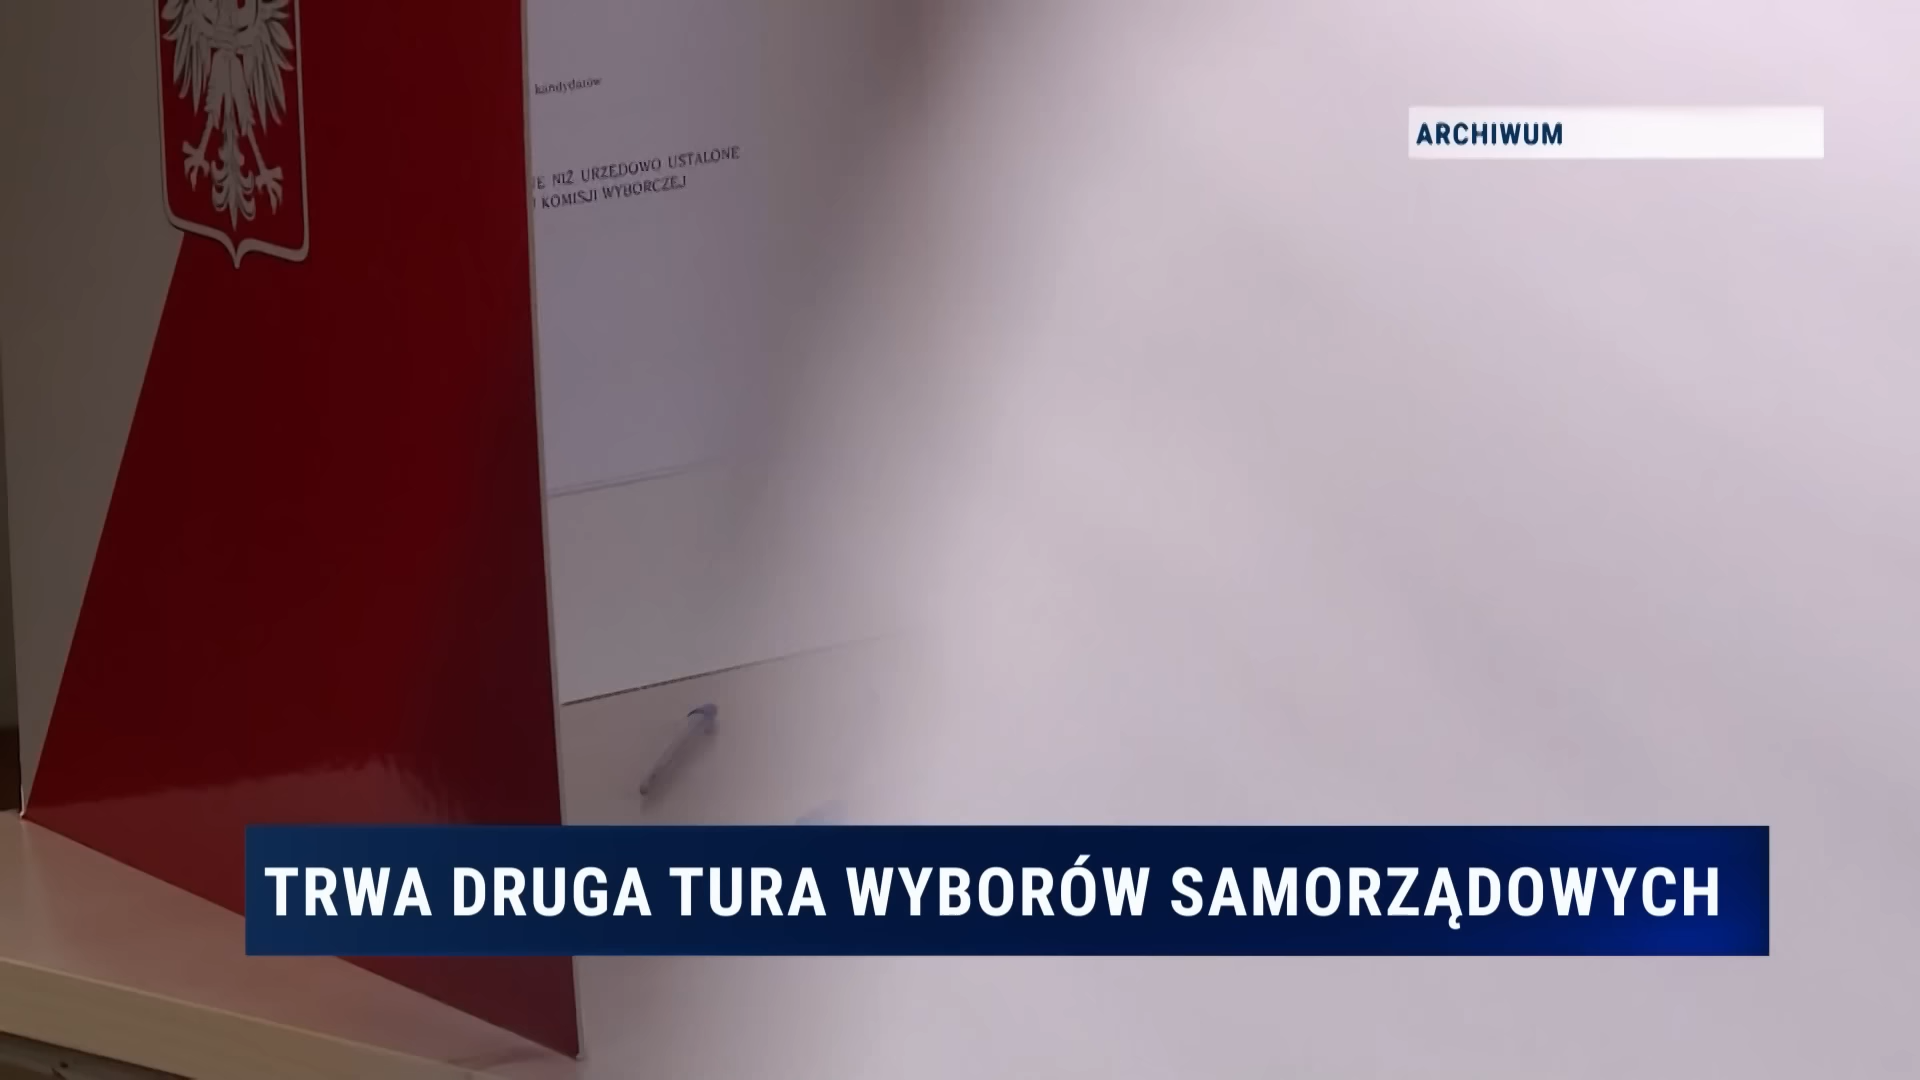 kandydatów
ARCHIWUM
NIŻ URZĘDOWO USTALONE
KOMISJI WYBORCZEJ
TRWA DRUGA TURA WYBORÓW SAMORZĄDOWYCH